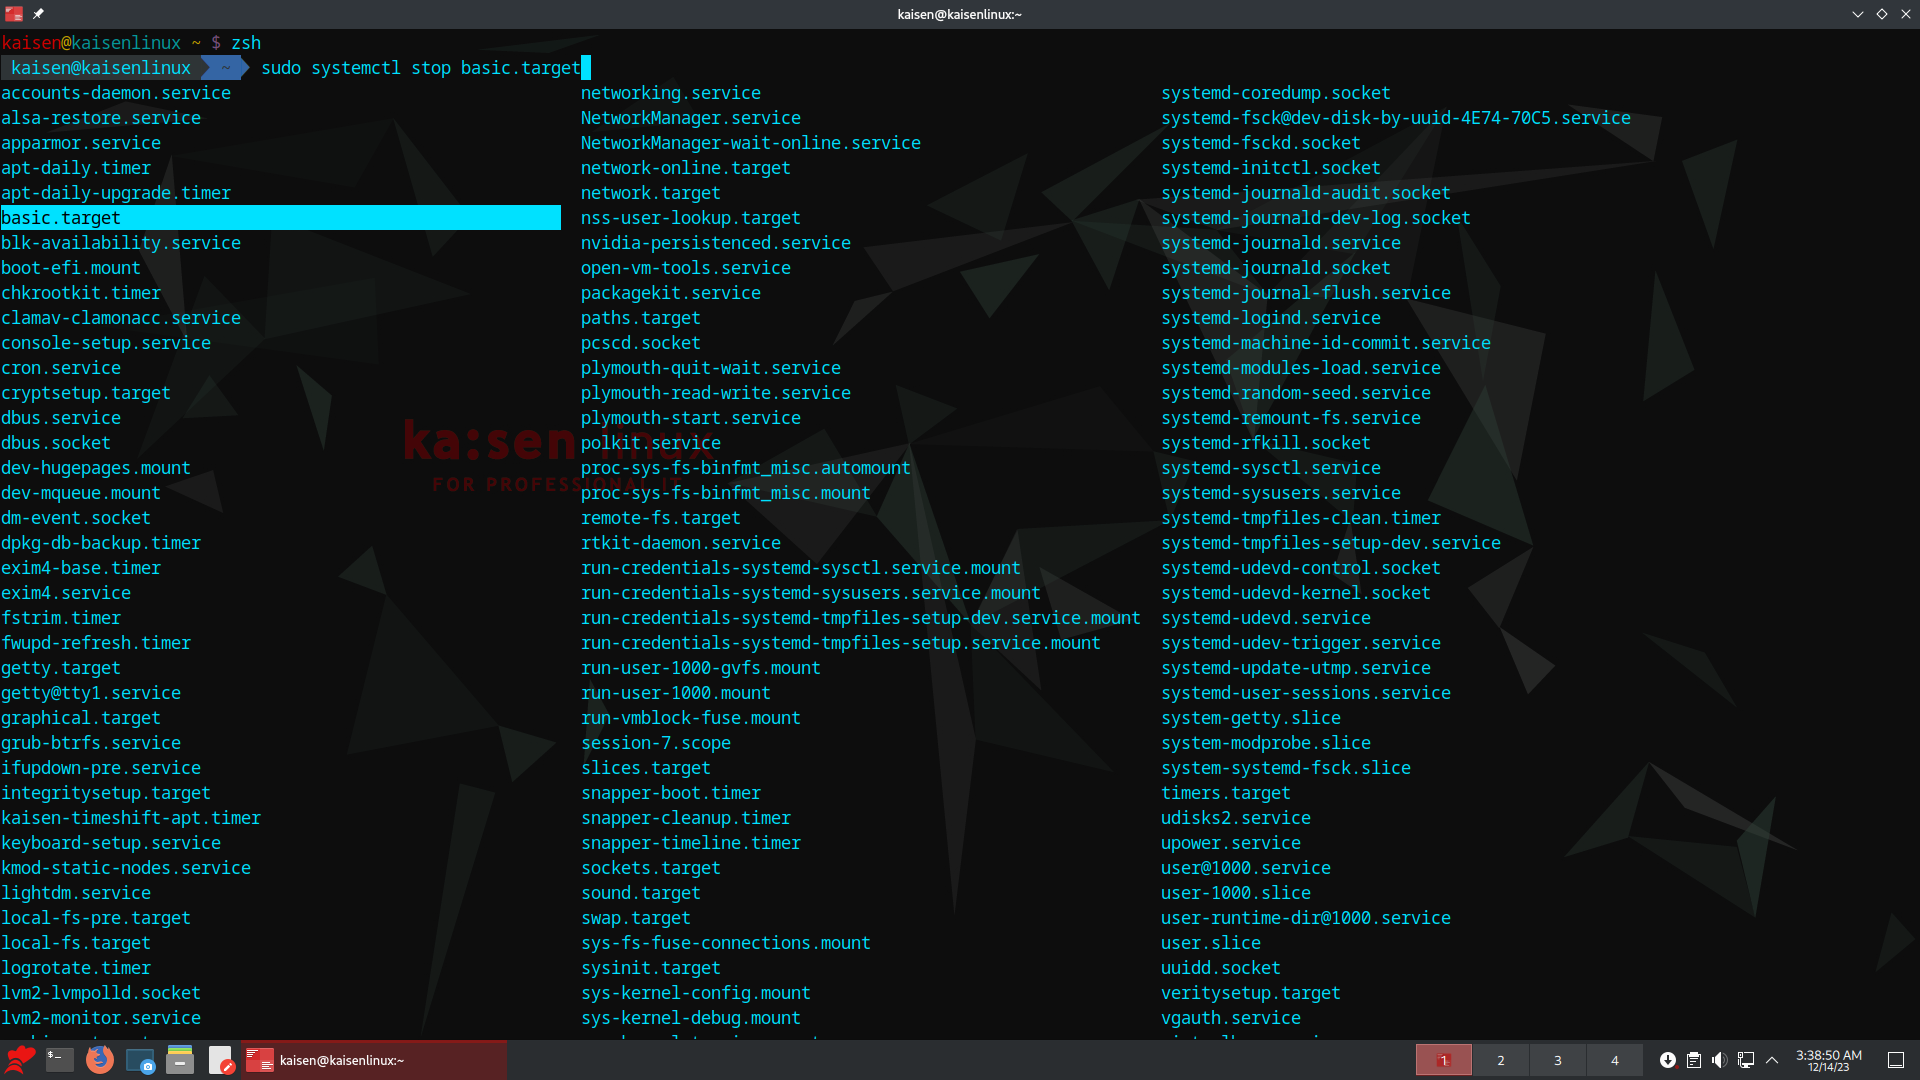 kaisen@kaisenlinux:~
kaisen@kaisenlinux ~ $ zsh
kaisen@kaisenlinux ~ sudo systemctl stop basic.target
accounts-daemon.service networking.service systemd-coredump.socket
alsa-restore.service NetworkManager.service systemd-fsck@dev-disk-by-uuid-4E74-70C5.service
apparmor.service NetworkManager-wait-online.service systemd-fsckd.socket
apt-daily.timer network-online.target systemd-initctl.socket
apt-daily-upgrade.timer network.target systemd-journald-audit.socket
basic.target nss-user-lookup.target systemd-journald-dev-log.socket
blk-availability.service nvidia-persistenced.service systemd-journald.service
boot-efi.mount open-vm-tools.service systemd-journald.socket
chkrootkit.timer packagekit.service systemd-journal-flush.service
clamav-clamonacc.service paths.target systemd-logind.service
console-setup.service pcscd.socket systemd-machine-id-commit.service
cron.service plymouth-quit-wait.service systemd-modules-load.service
cryptsetup.target plymouth-read-write.service systemd-random-seed.service
dbus.service plymouth-start.service systemd-remount-fs.service
dbus.socket polkit.service systemd-rfkill.socket
ka:sen linux
dev-hugepages.mount proc-sys-fs-binfmt_misc.automount systemd-sysctl.service
FOR PROFESSIONAL IT
dev-mqueue.mount proc-sys-fs-binfmt_misc.mount systemd-sysusers.service
dm-event.socket remote-fs.target systemd-tmpfiles-clean.timer
dpkg-db-backup.timer rtkit-daemon.service systemd-tmpfiles-setup-dev.service
exim4-base.timer run-credentials-systemd-sysctl.service.mount systemd-udevd-control.socket
exim4.service run-credentials-systemd-sysusers.service.mount systemd-udevd-kernel.socket
fstrim.timer run-credentials-systemd-tmpfiles-setup-dev.service.mount systemd-udevd.service
fwupd-refresh.timer run-credentials-systemd-tmpfiles-setup.service.mount systemd-udev-trigger.service
getty.target run-user-1000-gvfs.mount systemd-update-utmp.service
getty@tty1.service run-user-1000.mount systemd-user-sessions.service
graphical.target run-vmblock-fuse.mount system-getty.slice
grub-btrfs.service session-7.scope system-modprobe.slice
ifupdown-pre.service slices.target system-systemd-fsck.slice
integritysetup.target snapper-boot.timer timers.target
kaisen-timeshift-apt.timer snapper-cleanup.timer udisks2.service
keyboard-setup.service snapper-timeline.timer upower.service
kmod-static-nodes.service sockets.target user@1000.service
lightdm.service sound.target user-1000.slice
local-fs-pre.target swap.target user-runtime-dir@1000.service
local-fs.target sys-fs-fuse-connections.mount user.slice
logrotate.timer sysinit.target uuidd.socket
lvm2-lvmpolld.socket sys-kernel-config.mount veritysetup.target
lvm2-monitor.service sys-kernel-debug.mount vgauth.service
kaisen@kaisenlinux:~ 1 2 3 4 3:38:50 AM
12/14/23